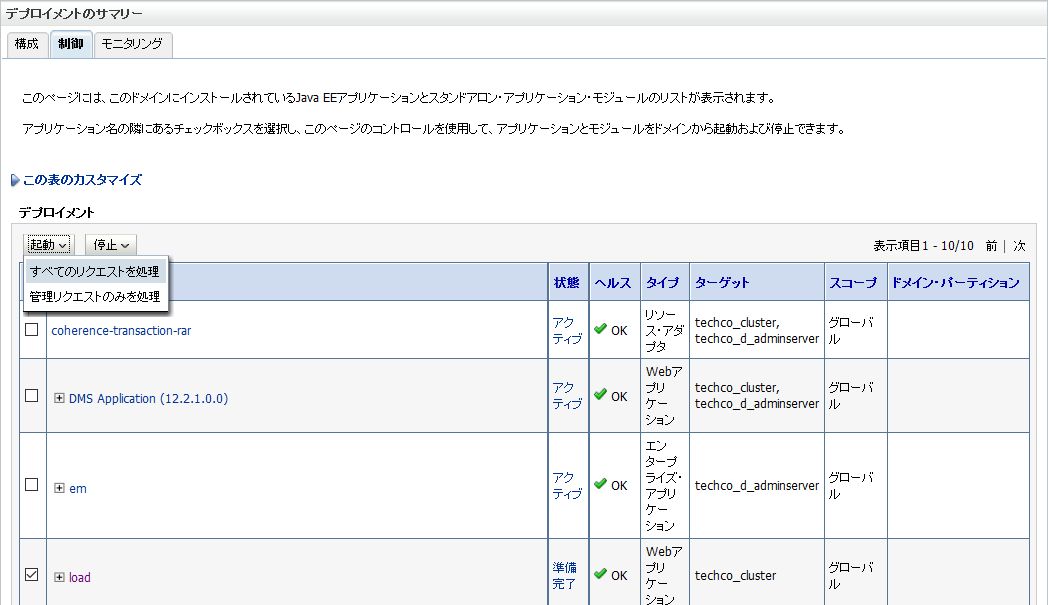 デプロイメントのサマリー
構成 制御 モニタリング
このページには、このドメインにインストールされているJava EEアプリケーションとスタンドアロン・アプリケーション・モジュールのリストが表示されます。
アプリケーション名の隣にあるチェックボックスを選択し、このページのコントロールを使用して、アプリケーションとモジュールをドメインから起動および停止できます。
この表のカスタマイズ
デプロイメント
起動 停止 表示項目1 - 10/10 前 | 次
すべてのリクエストを処理
管理リクエストのみを処理
状態 ヘルス タイプ ターゲット スコープ ドメイン・パーティション
coherence-transaction-rar
アク
ティブ
OK
リソー
ス・アダ
プタ
techco_cluster,
techco_d_adminserver
グローバ
ル
DMS Application (12.2.1.0.0)
アク
ティブ
OK
Webア
プリ
ケー
ション
techco_cluster,
techco_d_adminserver
グローバ
ル
em
アク
ティブ
OK
エン
タープ
ライズ・
アプリ
ケー
ション
techco_d_adminserver
グローバ
ル
load
準備
完了
OK
Webア
プリ
ケー
ション
techco_cluster
グローバ
ル